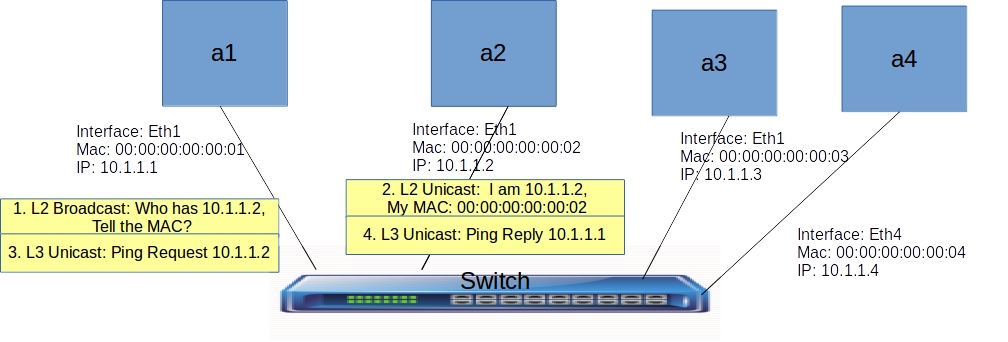 a1
a2
a3
a4
Interface: Eth1
Mac: 00:00:00:00:00:01
IP: 10.1.1.1
Interface: Eth1
Mac: 00:00:00:00:00:02
IP: 10.1.1.2
Interface: Eth1
Mac: 00:00:00:00:00:03
IP: 10.1.1.3
Interface: Eth4
Mac: 00:00:00:00:00:04
IP: 10.1.1.4
1. L2 Broadcast: Who has 10.1.1.2,
Tell the MAC?
3. L3 Unicast: Ping Request 10.1.1.2
2. L2 Unicast: I am 10.1.1.2,
My MAC: 00:00:00:00:00:02
4. L3 Unicast: Ping Reply 10.1.1.1
Switch